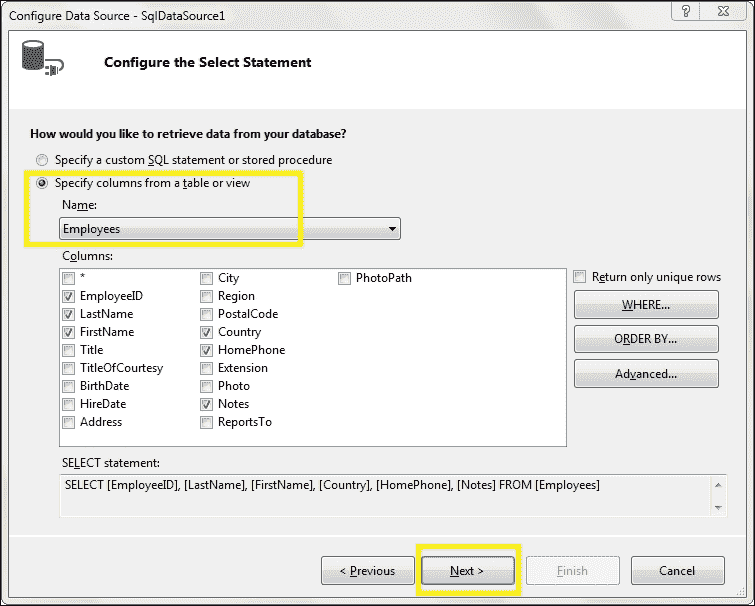 Configure Data Source - SqlDataSource1
?
Configure the Select Statement
How would you like to retrieve data from your database?
Specify a custom SQL statement or stored procedure
Specify columns from a table or view
Name:
Employees
Columns:
* City PhotoPath
EmployeeID Region
LastName PostalCode
FirstName Country
Title HomePhone
TitleOfCourtesy Extension
BirthDate Photo
HireDate Notes
Address ReportsTo
Return only unique rows
WHERE...
ORDER BY...
Advanced...
SELECT statement:
SELECT [EmployeeID], [LastName], [FirstName], [Country], [HomePhone], [Notes] FROM [Employees]
< Previous Next > Finish Cancel